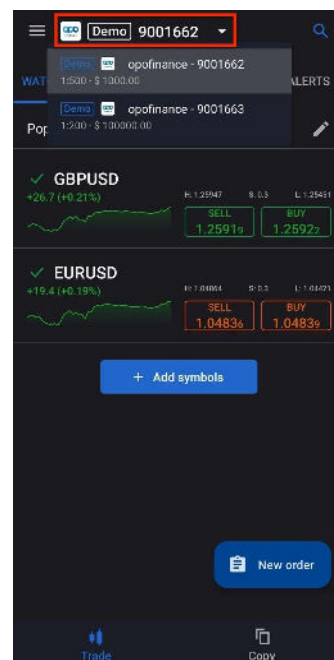 opo Demo 9001662
Demo opo opofinance - 9001662
1:500 - $ 1000.00
WAT ALERTS
Demo opo opofinance - 9001663
1:200 - $ 100000.00
Pop
GBPUSD
+26.7 (+0.21%)
H: 1.25947 S: 0.3 L: 1.25451
SELL BUY
1.25919 1.25922
EURUSD
+19.4 (+0.19%)
H: 1.04864 S: 0.3 L: 1.04421
SELL BUY
1.04836 1.04839
+ Add symbols
New order
Trade Copy